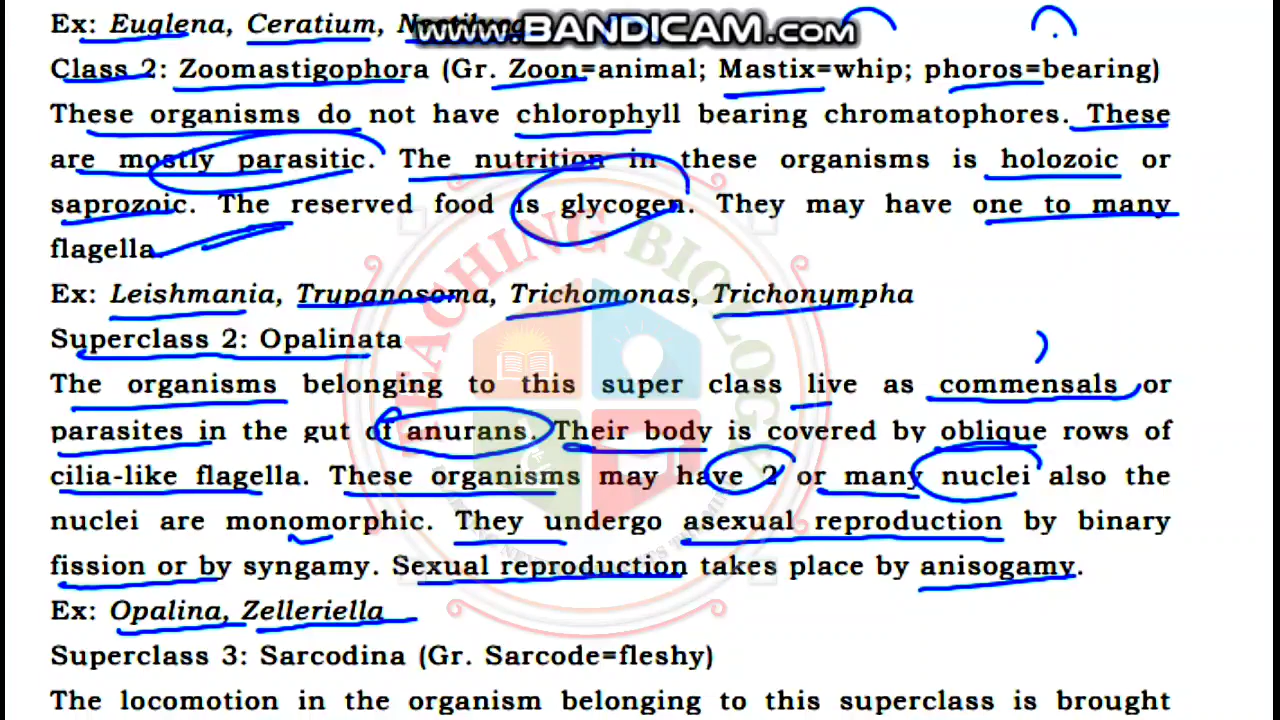 Ex: Euglena, Ceratium, Noctiluca
www.BANDICAM.com
Class 2: Zoomastigophora (Gr. Zoon=animal; Mastix=whip; phoros=bearing)
These organisms do not have chlorophyll bearing chromatophores. These
are mostly parasitic. The nutrition in these organisms is holozoic or
saprozoic. The reserved food is glycogen. They may have one to many
flagella.
Ex: Leishmania, Trypanosoma, Trichomonas, Trichonympha
Superclass 2: Opalinata
The organisms belonging to this super class live as commensals or
parasites in the gut of anurans. Their body is covered by oblique rows of
cilia-like flagella. These organisms may have 2 or many nuclei also the
nuclei are monomorphic. They undergo asexual reproduction by binary
fission or by syngamy. Sexual reproduction takes place by anisogamy.
Ex: Opalina, Zelleriella
Superclass 3: Sarcodina (Gr. Sarcode=fleshy)
The locomotion in the organism belonging to this superclass is brought
TEACHING BIOLOGY